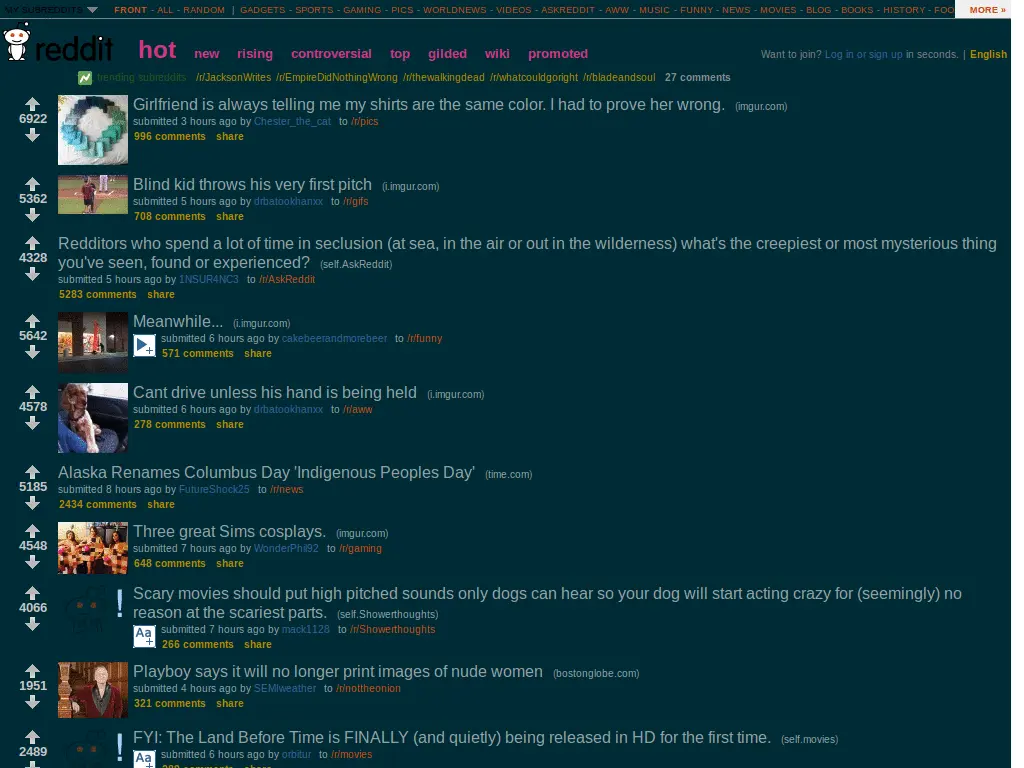 MY SUBREDDITS FRONT - ALL - RANDOM | GADGETS - SPORTS - GAMING - PICS - WORLDNEWS - VIDEOS - ASKREDDIT - AWW - MUSIC - FUNNY - NEWS - MOVIES - BLOG - BOOKS - HISTORY - FOO MORE »
reddit hot new rising controversial top gilded wiki promoted Want to join? Log in or sign up in seconds. | English
trending subreddits /r/JacksonWrites /r/EmpireDidNothingWrong /r/thewalkingdead /r/whatcouldgoright /r/bladeandsoul 27 comments
Girlfriend is always telling me my shirts are the same color. I had to prove her wrong. (imgur.com)
6922 submitted 3 hours ago by Chester_the_cat to /r/pics
996 comments share
Blind kid throws his very first pitch (i.imgur.com)
5362 submitted 5 hours ago by drbatookhanxx to /r/gifs
708 comments share
Redditors who spend a lot of time in seclusion (at sea, in the air or out in the wilderness) what's the creepiest or most mysterious thing
4328 you've seen, found or experienced? (self.AskReddit)
submitted 5 hours ago by 1NSUR4NC3 to /r/AskReddit
5283 comments share
Meanwhile... (i.imgur.com)
5642 submitted 6 hours ago by cakebeerandmorebeer to /r/funny
571 comments share
Cant drive unless his hand is being held (i.imgur.com)
4578 submitted 6 hours ago by drbatookhanxx to /r/aww
278 comments share
Alaska Renames Columbus Day 'Indigenous Peoples Day' (time.com)
5185 submitted 8 hours ago by FutureShock25 to /r/news
2434 comments share
Three great Sims cosplays. (imgur.com)
4548 submitted 7 hours ago by WonderPhil92 to /r/gaming
648 comments share
Scary movies should put high pitched sounds only dogs can hear so your dog will start acting crazy for (seemingly) no
4066 ! reason at the scariest parts. (self.Showerthoughts)
Aa+ submitted 7 hours ago by mack1128 to /r/Showerthoughts
266 comments share
Playboy says it will no longer print images of nude women (bostonglobe.com)
1951 submitted 4 hours ago by SEMIweather to /r/nottheonion
321 comments share
! FYI: The Land Before Time is FINALLY (and quietly) being released in HD for the first time. (self.movies)
2489 Aa+ submitted 6 hours ago by orbitur to /r/movies
comments share